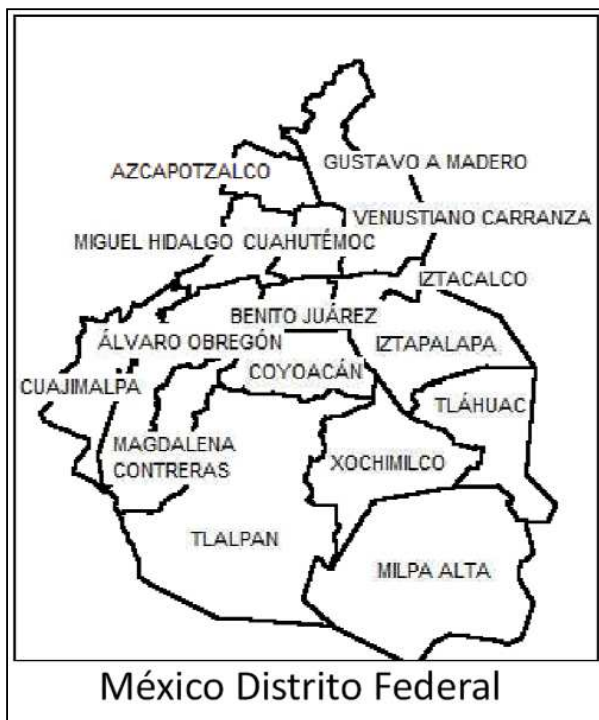 GUSTAVO A MADERO
AZCAPOTZALCO
VENUSTIANO CARRANZA
MIGUEL HIDALGO
CUAHUTÉMOC
IZTACALCO
BENITO JUÁREZ
ÁLVARO OBREGÓN
IZTAPALAPA
COYOACÁN
CUAJIMALPA
TLÁHUAC
MAGDALENA
CONTRERAS
XOCHIMILCO
TLALPAN
MILPA ALTA
México Distrito Federal